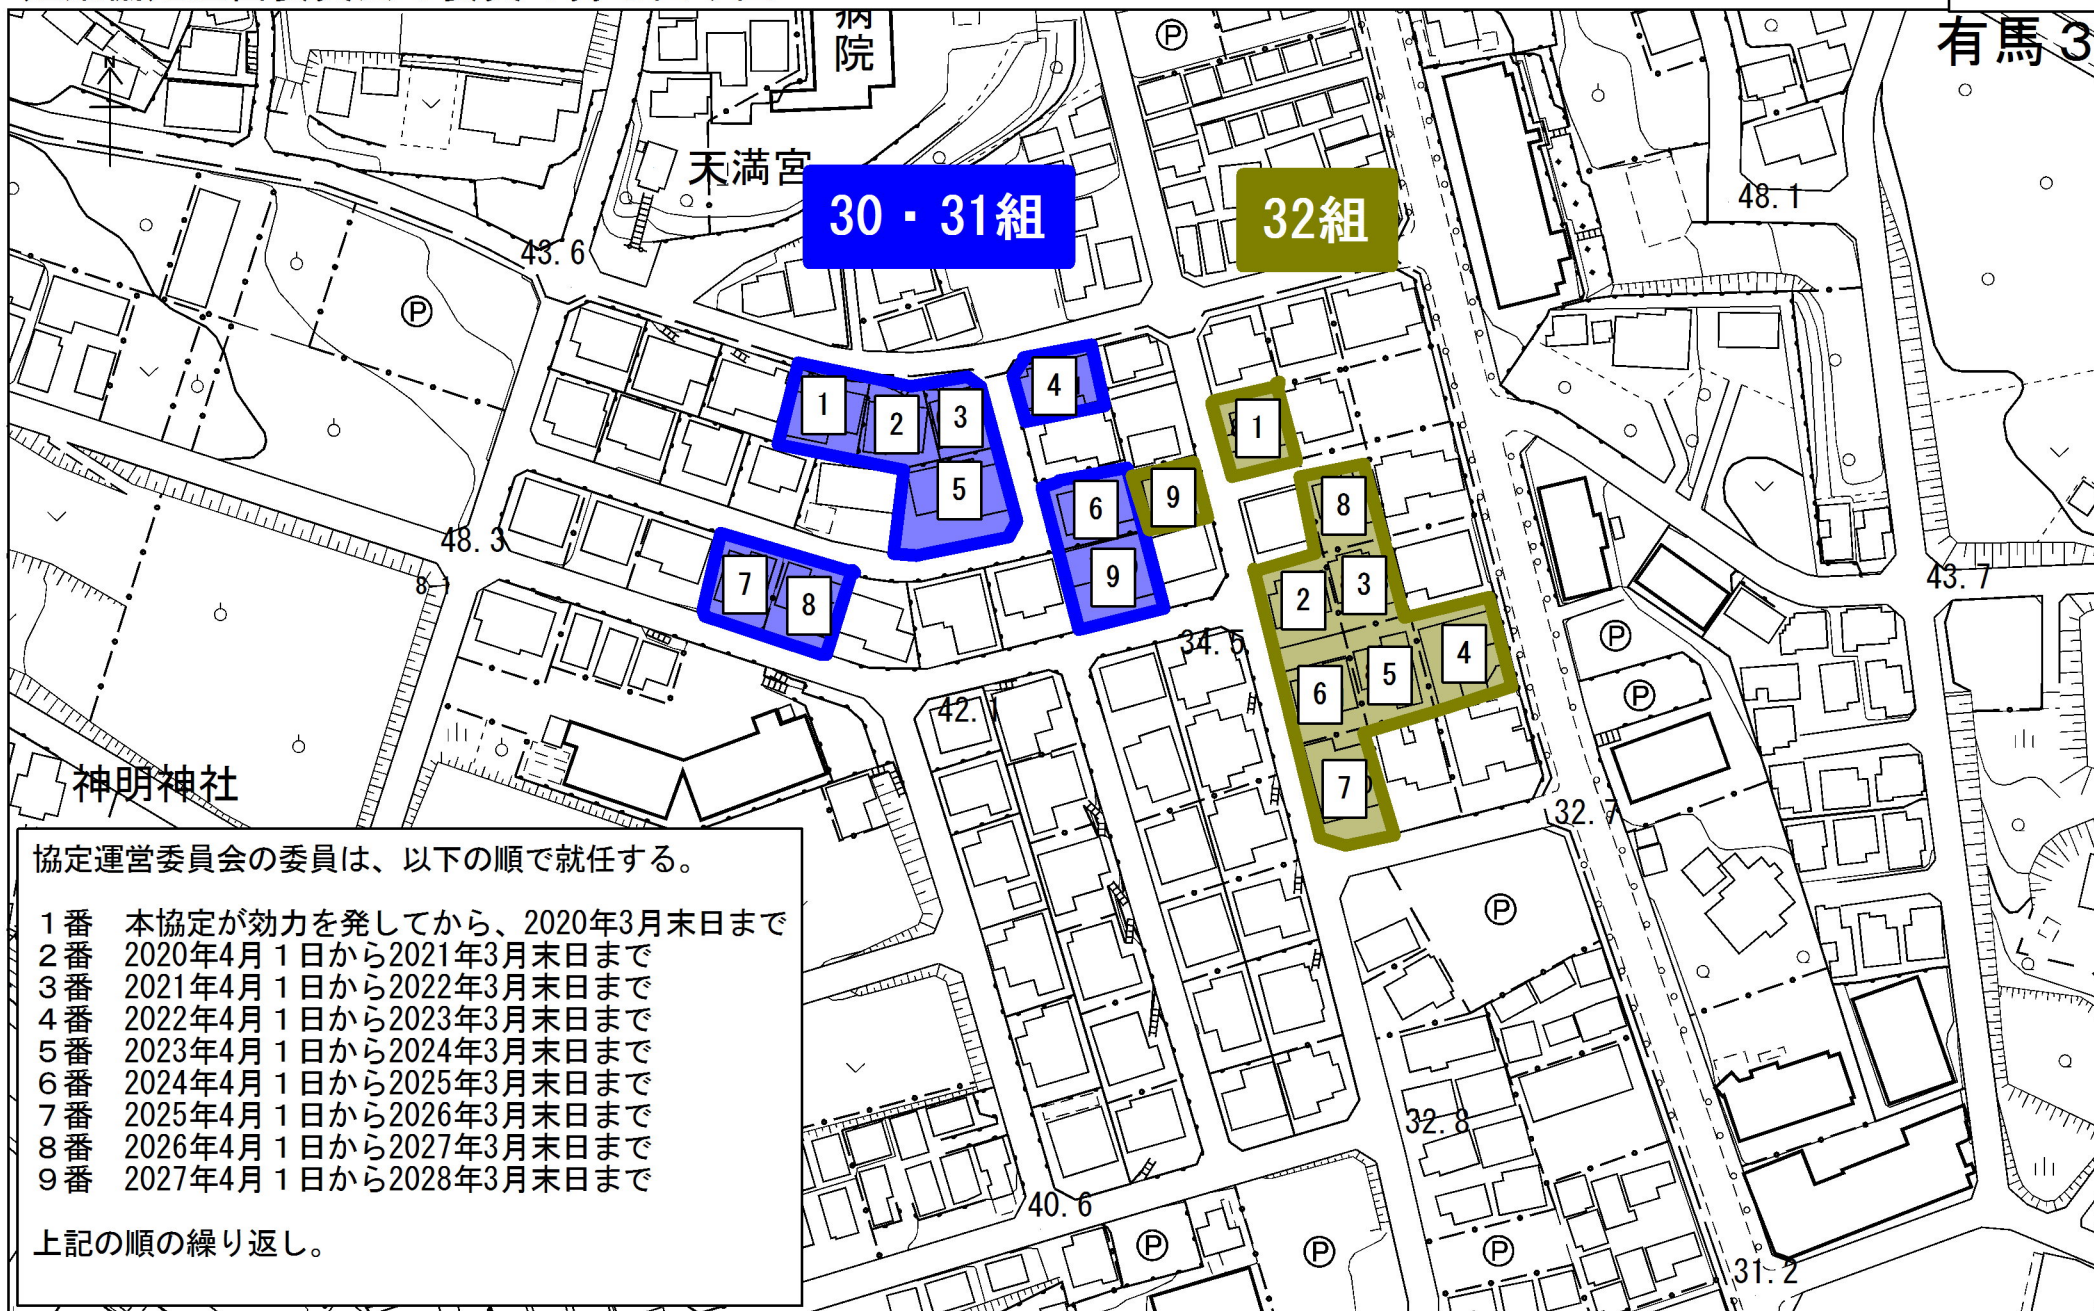 有馬3
病院
N
P
天満宮
30・31組
32組
48.1
43.6
P
1
2
3
4
1
5
6
9
8
48.3
8.1
7
8
9
2
3
43.7
34.5
5
4
P
6
P
42.1
神明神社
7
32.7
協定運営委員会の委員は、以下の順で就任する。
1番 本協定が効力を発してから、2020年3月末日まで
2番 2020年4月1日から2021年3月末日まで
3番 2021年4月1日から2022年3月末日まで
4番 2022年4月1日から2023年3月末日まで
5番 2023年4月1日から2024年3月末日まで
6番 2024年4月1日から2025年3月末日まで
7番 2025年4月1日から2026年3月末日まで
8番 2026年4月1日から2027年3月末日まで
9番 2027年4月1日から2028年3月末日まで
上記の順の繰り返し。
P
32.8
40.6
P
P
P
31.2